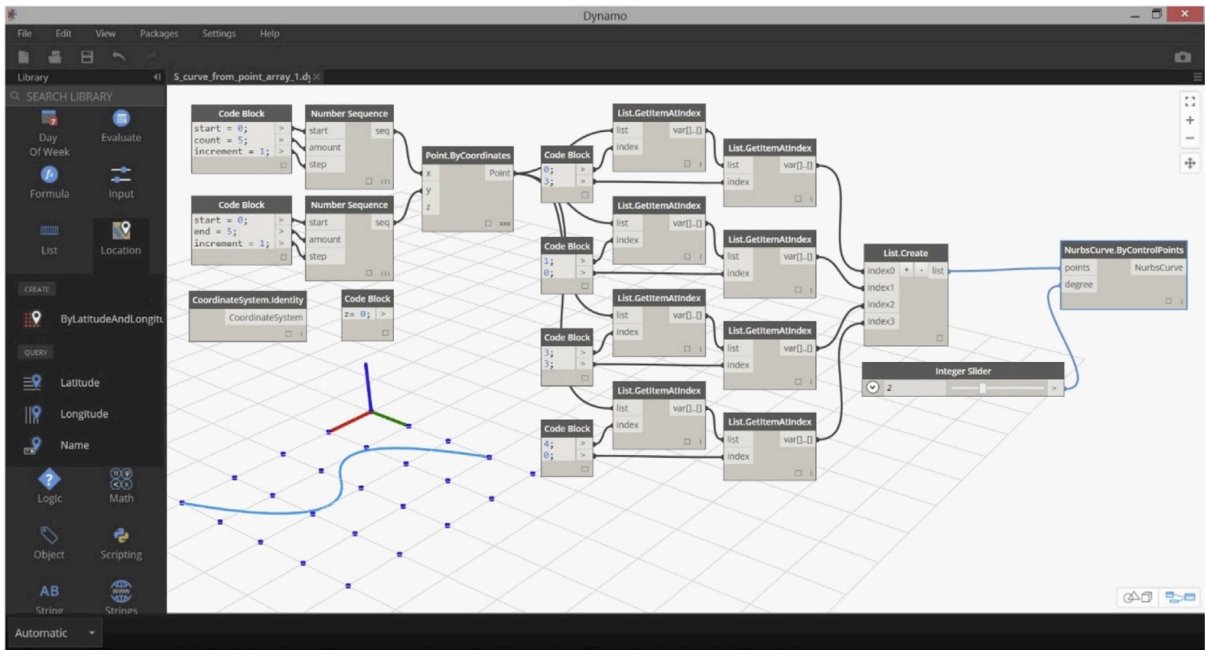 Dynamo
File Edit View Packages Settings Help
Library
S_curve_from_point_array_1.dy
SEARCH LIBRARY
Day
Of Week
Evaluate
Formula
Input
List
Location
CREATE
ByLatitudeAndLongitu
QUERY
Latitude
Longitude
Name
Logic
Math
Object
Scripting
AB
String
WWW
Strings
Automatic
Code Block
start = 0; >
count = 5; >
increment = 1; >
Number Sequence
start seq
amount
step
Code Block
start = 0; >
end = 5; >
increment = 1; >
Number Sequence
start seq
amount
step
CoordinateSystem.Identity
CoordinateSystem
Code Block
z= 0; >
Point.ByCoordinates
x Point
y
z
xxx
Code Block
0; >
3; >
Code Block
1; >
0; >
Code Block
3; >
3; >
Code Block
4; >
0; >
List.GetItemAtIndex
list var[]..[]
index
List.GetItemAtIndex
list var[]..[]
index
List.GetItemAtIndex
list var[]..[]
index
List.GetItemAtIndex
list var[]..[]
index
List.GetItemAtIndex
list var[]..[]
index
List.GetItemAtIndex
list var[]..[]
index
List.GetItemAtIndex
list var[]..[]
index
List.GetItemAtIndex
list var[]..[]
index
List.Create
index0 + - list
index1
index2
index3
Integer Slider
2 >
NurbsCurve.ByControlPoints
points NurbsCurve
degree